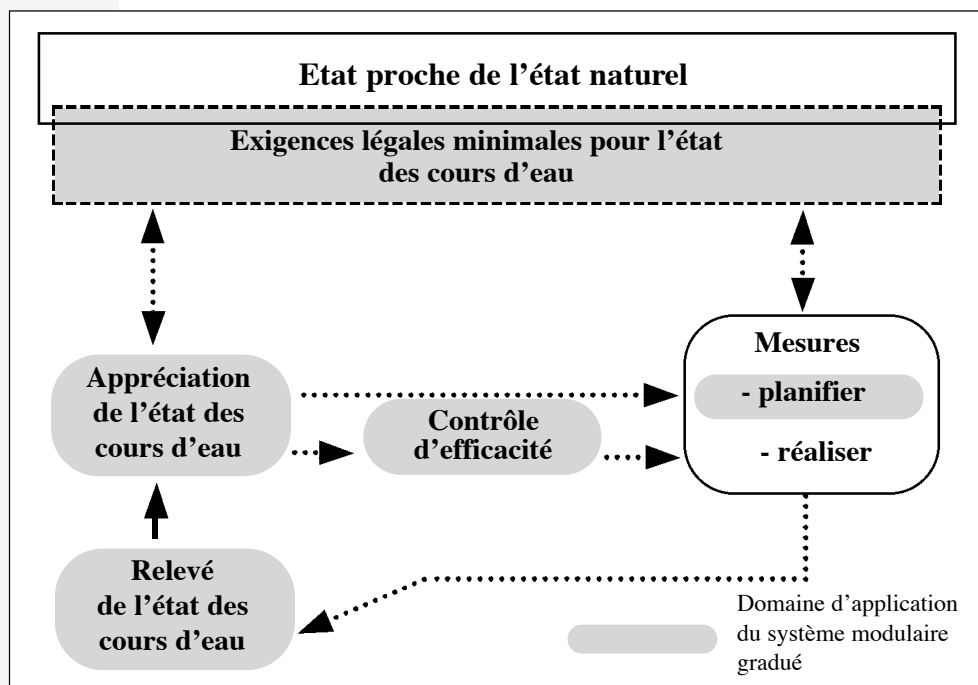 Etat proche de l’état naturel
Exigences légales minimales pour l’état
des cours d’eau
Mesures
- planifier
- réaliser
Appréciation
de l’état des
cours d’eau
Contrôle
d’efficacité
Relevé
de l’état des
cours d’eau
Domaine d’application
du système modulaire
gradué